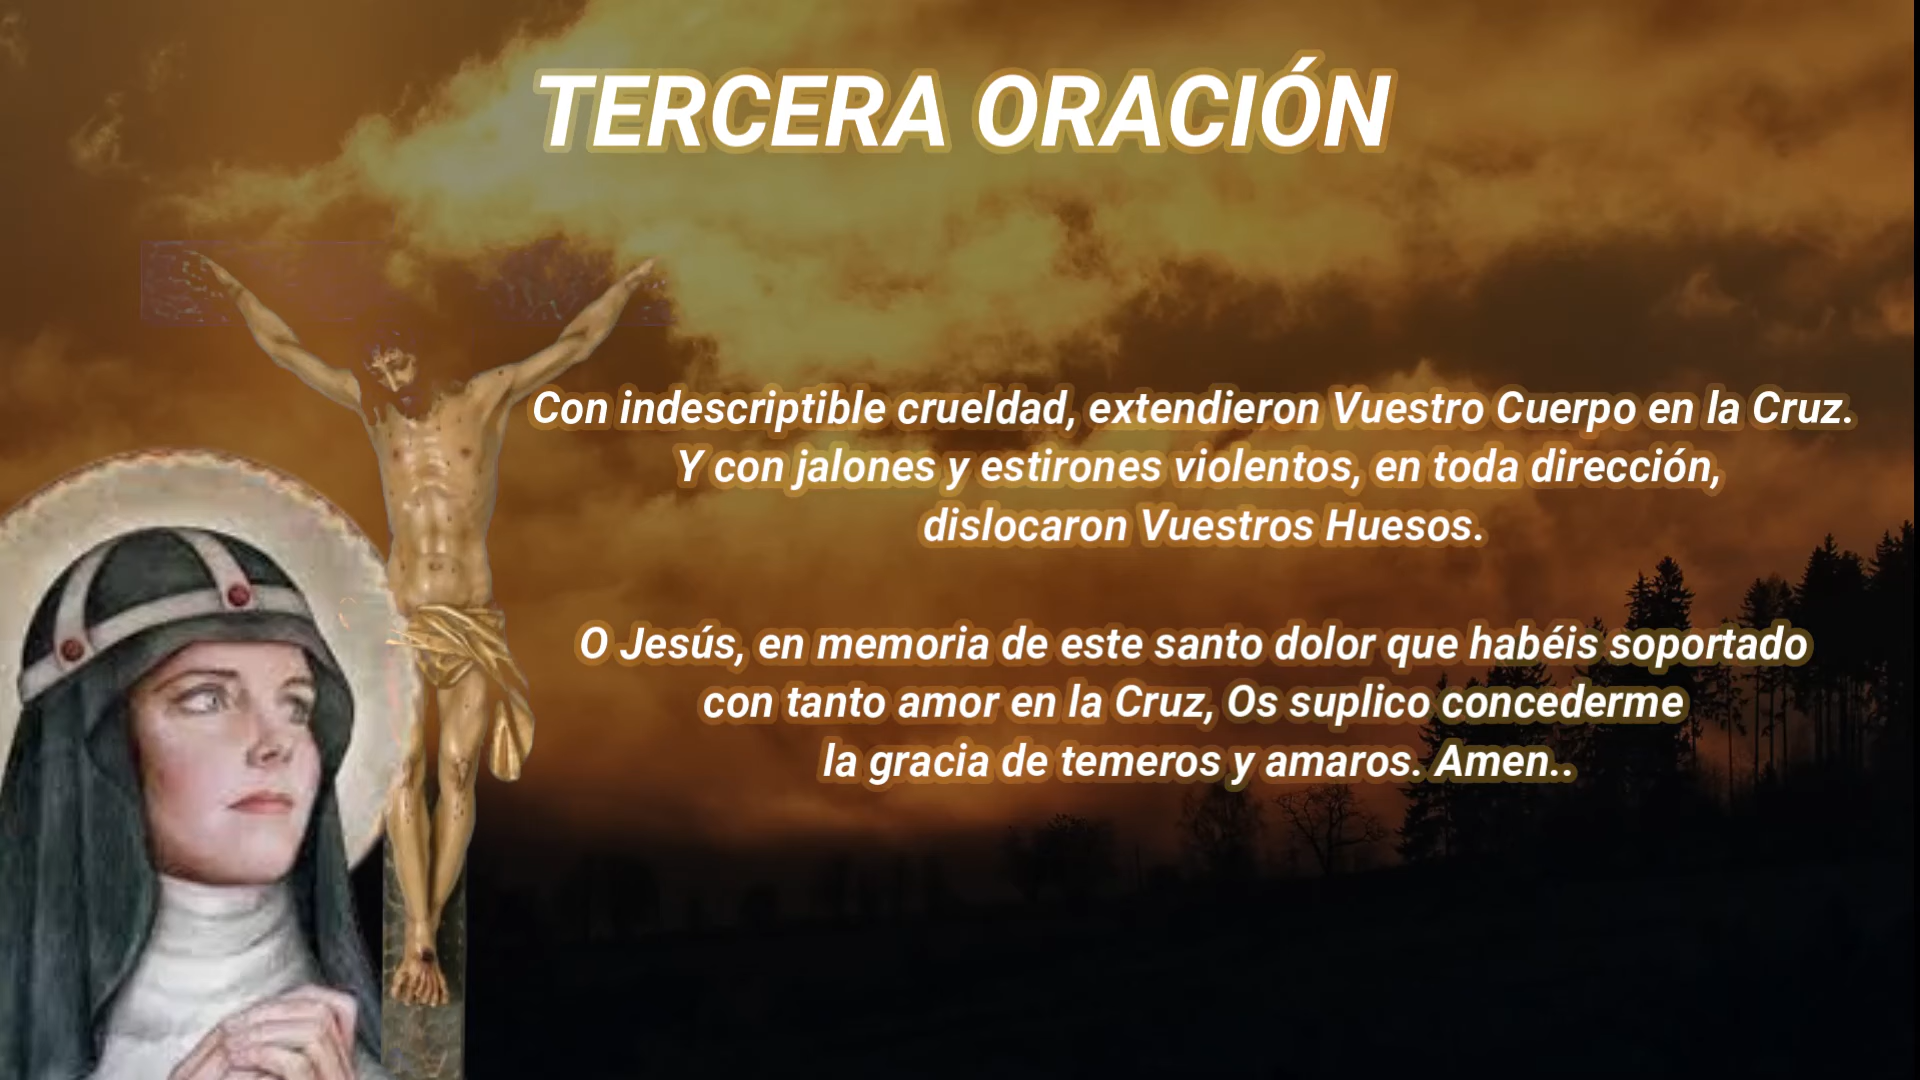 TERCERA ORACIÓN
Con indescriptible crueldad, extendieron Vuestro Cuerpo en la Cruz.
Y con jalones y estirones violentos, en toda dirección,
dislocaron Vuestros Huesos.
O Jesús, en memoria de este santo dolor que habéis soportado
con tanto amor en la Cruz, Os suplico concederme
la gracia de temeros y amaros. Amen..